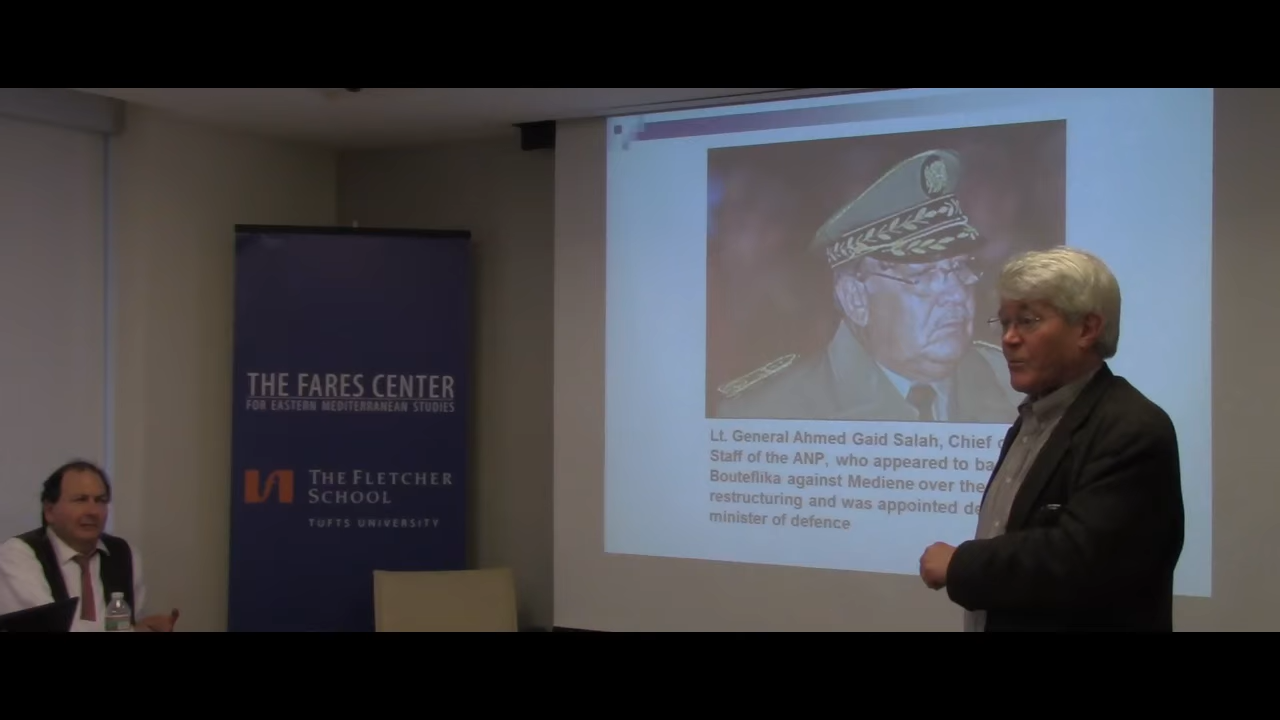 THE FARES CENTER
FOR EASTERN MEDITERRANEAN STUDIES
THE FLETCHER
SCHOOL
TUFTS UNIVERSITY
Lt. General Ahmed Gaid Salah, Chief
Staff of the ANP, who appeared to
Bouteflika against Mediene over the
restructuring and was appointed
minister of defence